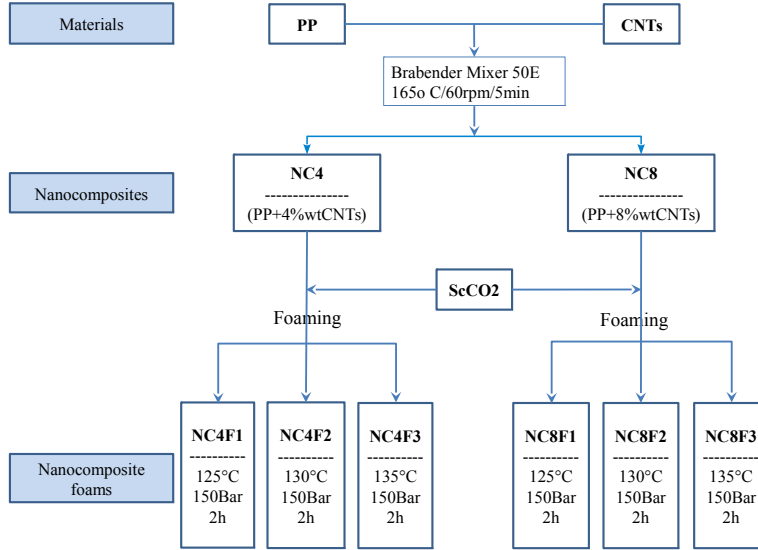 Materials
PP
CNTs
Brabender Mixer 50E
165o C/60rpm/5min
Nanocomposites
NC4
---------------
(PP+4%wtCNTs)
NC8
---------------
(PP+8%wtCNTs)
ScCO2
Foaming
Foaming
Nanocomposite
foams
NC4F1
----------
125°C
150Bar
2h
NC4F2
----------
130°C
150Bar
2h
NC4F3
----------
135°C
150Bar
2h
NC8F1
----------
125°C
150Bar
2h
NC8F2
----------
130°C
150Bar
2h
NC8F3
----------
135°C
150Bar
2h